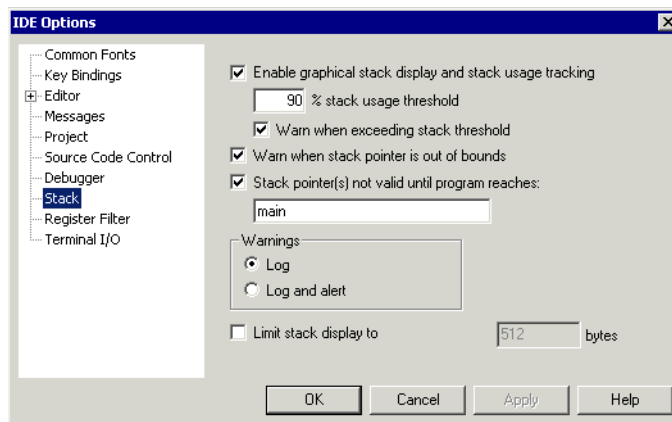 IDE Options
Common Fonts
Key Bindings
Editor
Messages
Project
Source Code Control
Debugger
Stack
Register Filter
Terminal I/O
Enable graphical stack display and stack usage tracking
90 % stack usage threshold
Warn when exceeding stack threshold
Warn when stack pointer is out of bounds
Stack pointer(s) not valid until program reaches:
main
Warnings
Log
Log and alert
Limit stack display to 512 bytes
OK Cancel Apply Help